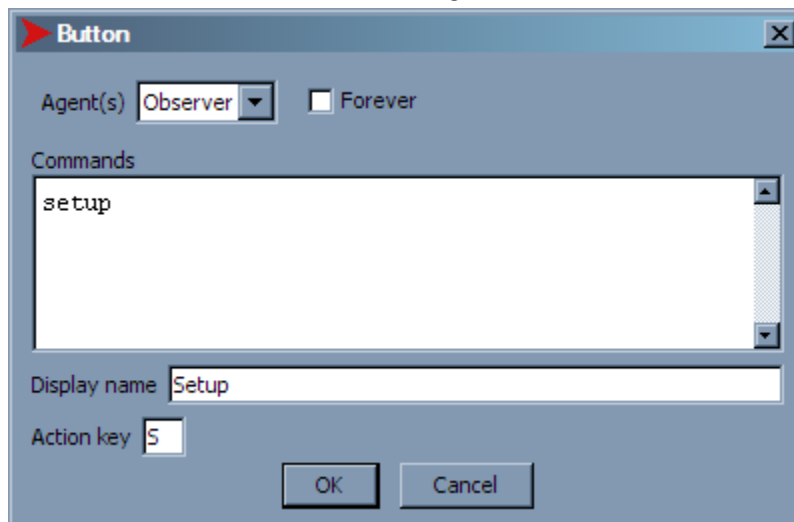 Button
Agent(s) Observer Forever
Commands
setup
Display name Setup
Action key S
OK Cancel